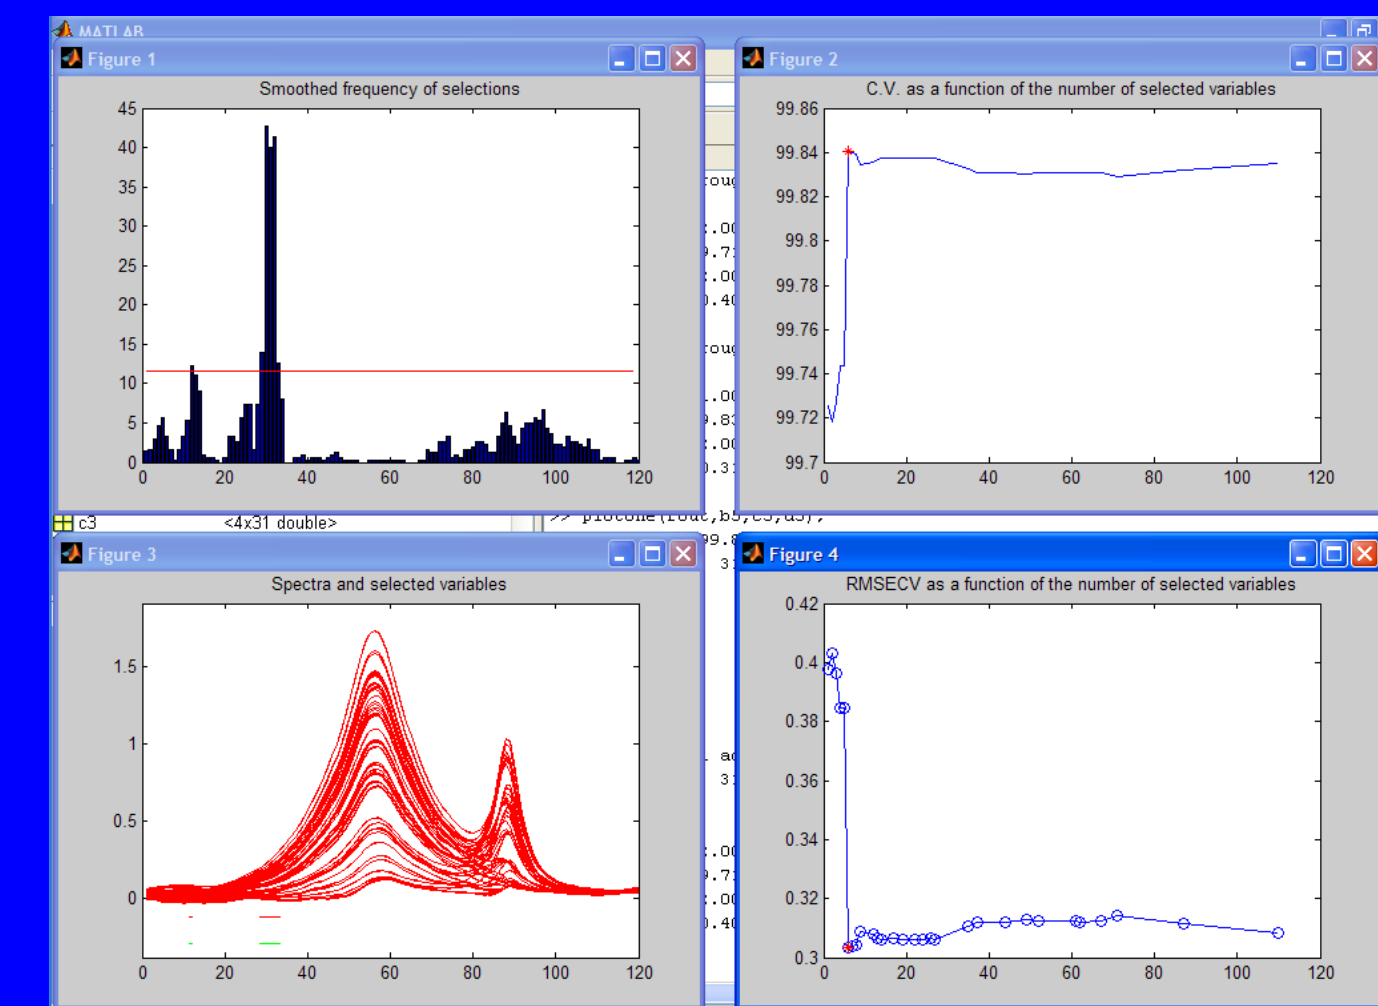 MATLAB
Figure 1
Smoothed frequency of selections
45
40
35
30
25
20
15
10
5
0
0 20 40 60 80 100 120
Figure 2
C.V. as a function of the number of selected variables
99.86
99.84
99.82
99.8
99.78
99.76
99.74
99.72
99.7
0 20 40 60 80 100 120
c3 <4x31 double>
Figure 3
Spectra and selected variables
1.5
1
0.5
0
0 20 40 60 80 100 120
Figure 4
RMSECV as a function of the number of selected variables
0.42
0.4
0.38
0.36
0.34
0.32
0.3
0 20 40 60 80 100 120